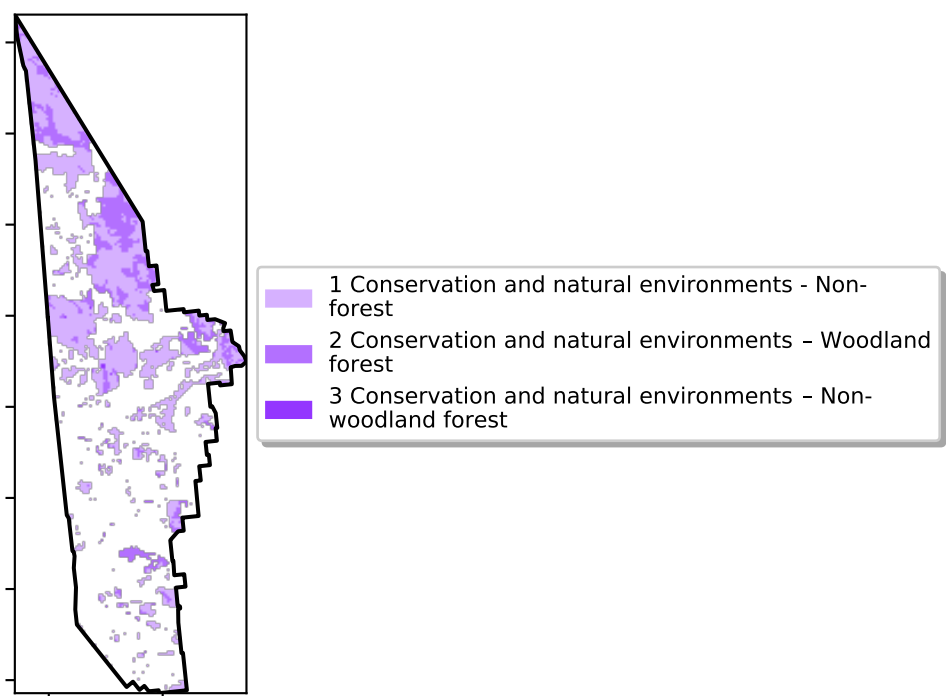 1 Conservation and natural environments - Non-
forest
2 Conservation and natural environments – Woodland
forest
3 Conservation and natural environments – Non-
woodland forest